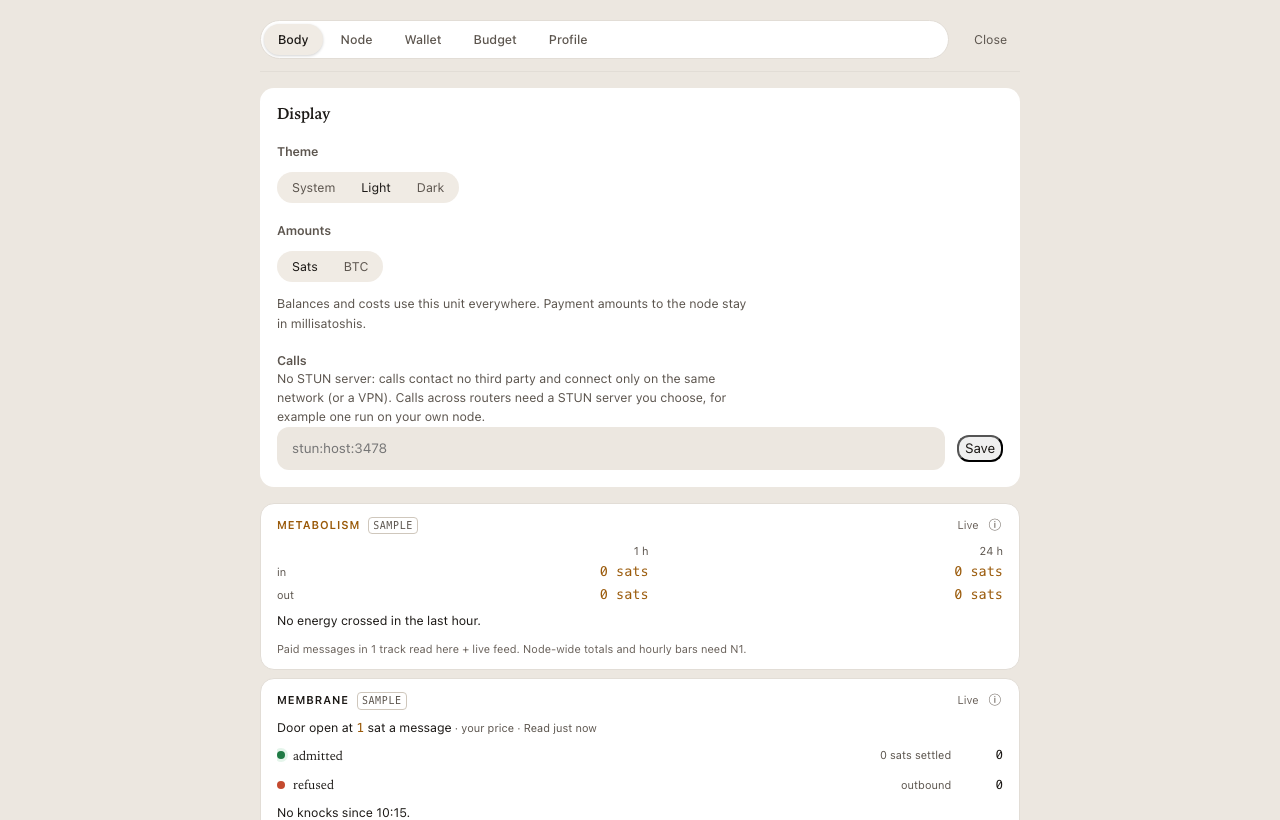 Body Node Wallet Budget Profile Close
Display
Theme
System Light Dark
Amounts
Sats BTC
Balances and costs use this unit everywhere. Payment amounts to the node stay
in millisatoshis.
Calls
No STUN server: calls contact no third party and connect only on the same
network (or a VPN). Calls across routers need a STUN server you choose, for
example one run on your own node.
stun:host:3478 Save
METABOLISM SAMPLE Live ⓘ
1 h 24 h
in 0 sats 0 sats
out 0 sats 0 sats
No energy crossed in the last hour.
Paid messages in 1 track read here + live feed. Node-wide totals and hourly bars need N1.
MEMBRANE SAMPLE Live ⓘ
Door open at 1 sat a message · your price · Read just now
admitted 0 sats settled 0
refused outbound 0
No knocks since 10:15.